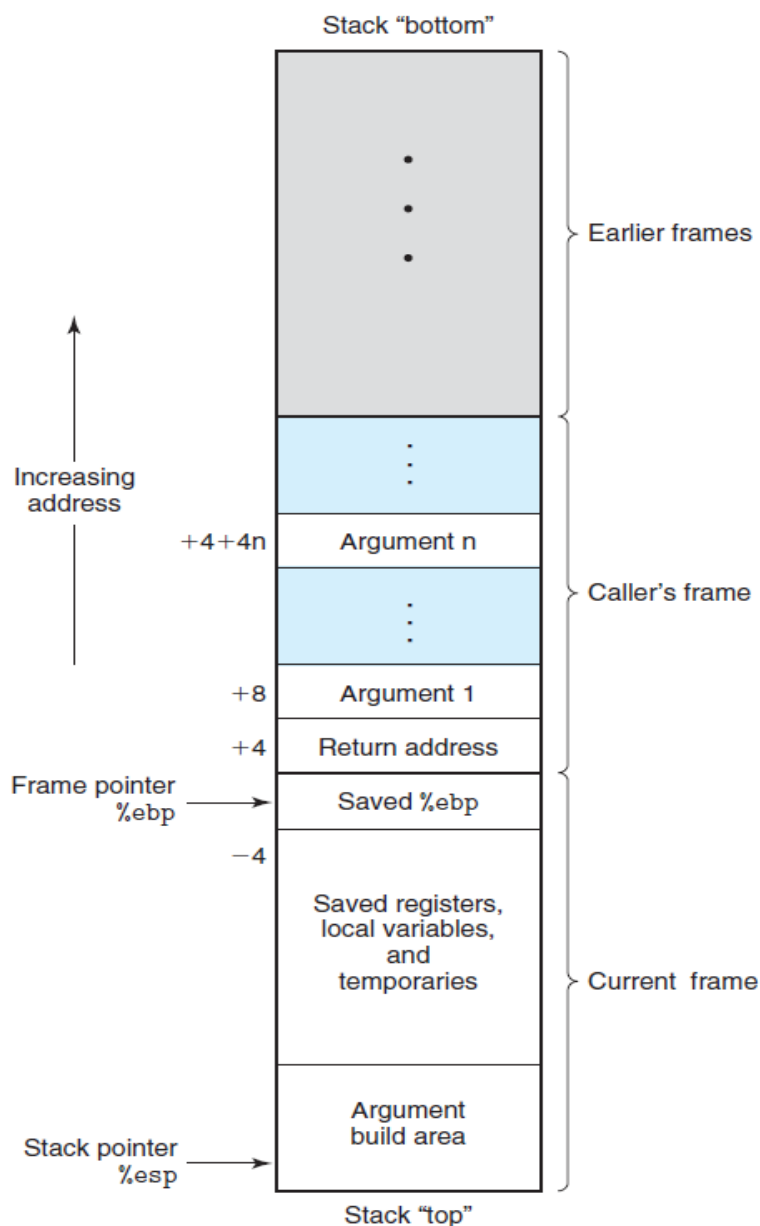 Stack “bottom”
Earlier frames
Increasing
address
+4+4n
Argument n
Caller’s frame
+8
Argument 1
+4
Return address
Frame pointer
%ebp
Saved %ebp
−4
Saved registers,
local variables,
and
temporaries
Current frame
Argument
build area
Stack pointer
%esp
Stack “top”